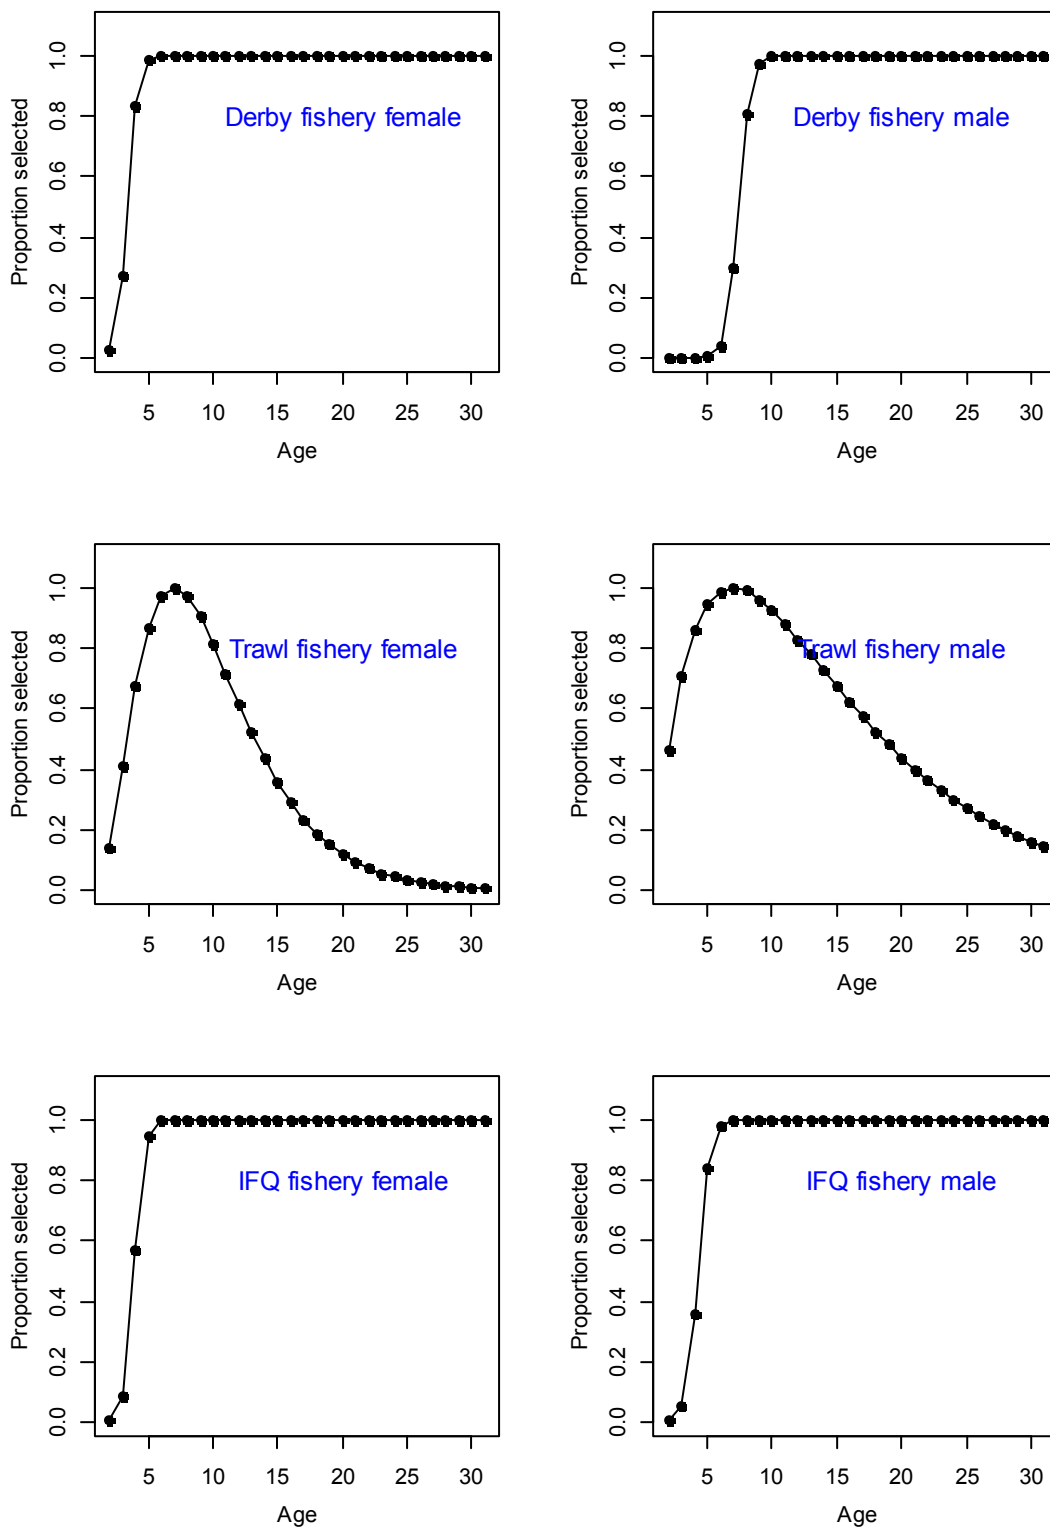 Proportion selected
0.0 0.2 0.4 0.6 0.8 1.0
Derby fishery female
5 10 15 20 25 30
Age
Proportion selected
0.0 0.2 0.4 0.6 0.8 1.0
Derby fishery male
5 10 15 20 25 30
Age
Proportion selected
0.0 0.2 0.4 0.6 0.8 1.0
Trawl fishery female
5 10 15 20 25 30
Age
Proportion selected
0.0 0.2 0.4 0.6 0.8 1.0
Trawl fishery male
5 10 15 20 25 30
Age
Proportion selected
0.0 0.2 0.4 0.6 0.8 1.0
IFQ fishery female
5 10 15 20 25 30
Age
Proportion selected
0.0 0.2 0.4 0.6 0.8 1.0
IFQ fishery male
5 10 15 20 25 30
Age